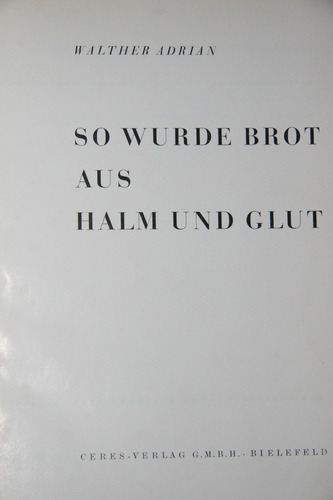 WALTHER ADRIAN
SO WURDE BROT
AUS
HALM UND GLUT
CERES-VERLAG G.M.B.H. · BIELEFELD